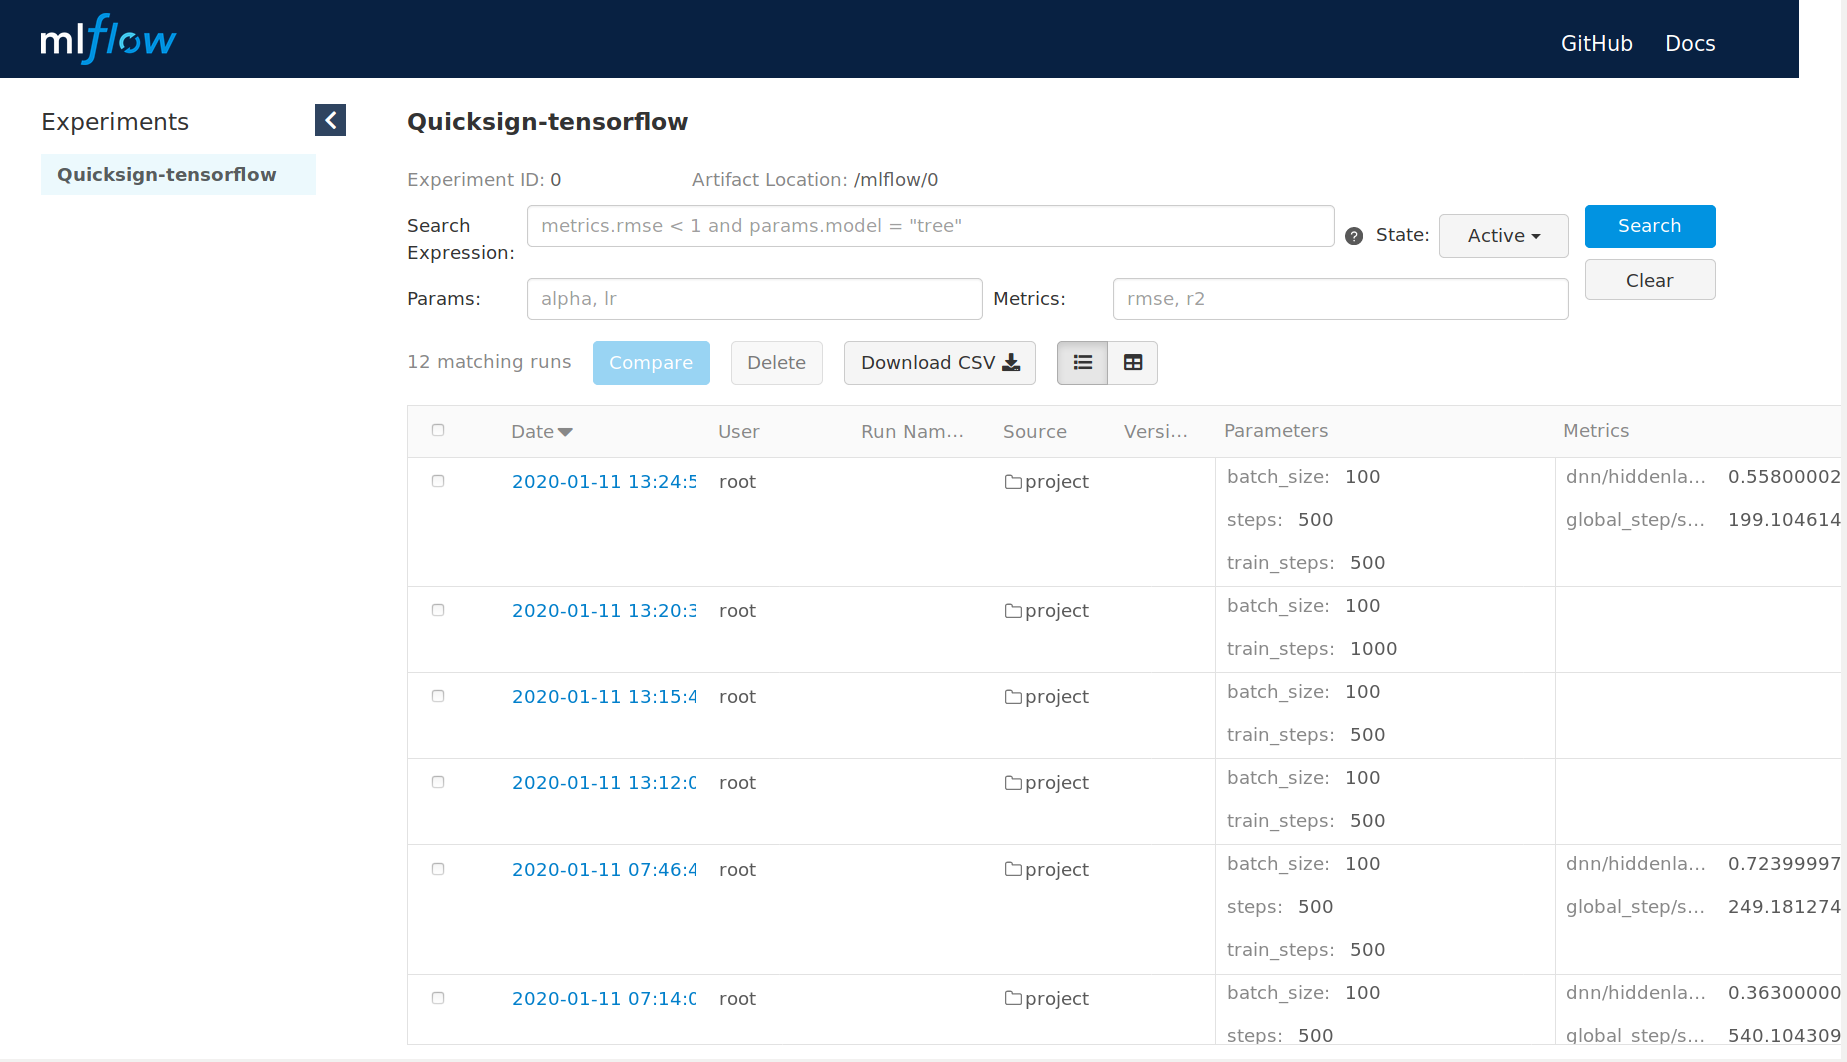 mlflow
GitHub Docs
Experiments
Quicksign-tensorflow
Quicksign-tensorflow
Experiment ID: 0 Artifact Location: /mlflow/0
Search Expression: metrics.rmse < 1 and params.model = "tree" ? State: Active Search
Params: alpha, lr Metrics: rmse, r2 Clear
12 matching runs Compare Delete Download CSV
Date User Run Nam... Source Versi... Parameters Metrics
2020-01-11 13:24:5 root project batch_size: 100 dnn/hiddenla... 0.55800002
steps: 500 global_step/s... 199.104614
train_steps: 500
2020-01-11 13:20:3 root project batch_size: 100
train_steps: 1000
2020-01-11 13:15:4 root project batch_size: 100
train_steps: 500
2020-01-11 13:12:0 root project batch_size: 100
train_steps: 500
2020-01-11 07:46:4 root project batch_size: 100 dnn/hiddenla... 0.72399997
steps: 500 global_step/s... 249.181274
train_steps: 500
2020-01-11 07:14:0 root project batch_size: 100 dnn/hiddenla... 0.36300000
steps: 500 global_step/s... 540.104309